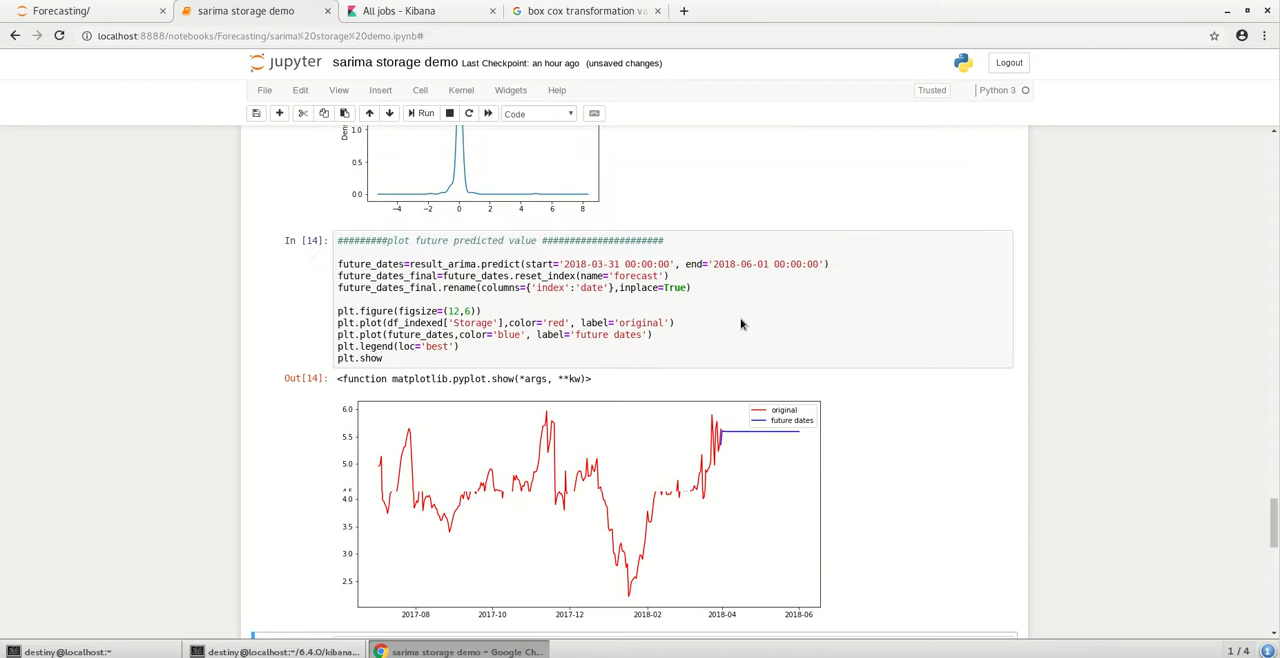 Forecasting/
sarima storage demo
All jobs - Kibana
box cox transformation va
localhost:8888/notebooks/Forecasting/sarima%20storage%20demo.ipynb#
jupyter sarima storage demo Last Checkpoint: an hour ago (unsaved changes)
Logout
File Edit View Insert Cell Kernel Widgets Help
Trusted
Python 3
Run
Code
1.0
0.5
0.0
−4 −2 0 2 4 6 8
In [14]:
#########plot future predicted value ######################
future_dates=result_arima.predict(start='2018-03-31 00:00:00', end='2018-06-01 00:00:00')
future_dates_final=future_dates.reset_index(name='forecast')
future_dates_final.rename(columns={'index':'date'},inplace=True)
plt.figure(figsize=(12,6))
plt.plot(df_indexed['Storage'],color='red', label='original')
plt.plot(future_dates,color='blue', label='future dates')
plt.legend(loc='best')
plt.show
Out[14]: <function matplotlib.pyplot.show(*args, **kw)>
6.0
5.5
5.0
4.0
3.5
3.0
2.5
original
future dates
2017-08 2017-10 2017-12 2018-02 2018-04 2018-06
destiny@localhost:~
destiny@localhost:~/6.4.0/kibana...
sarima storage demo - Google Ch...
1 / 4
1